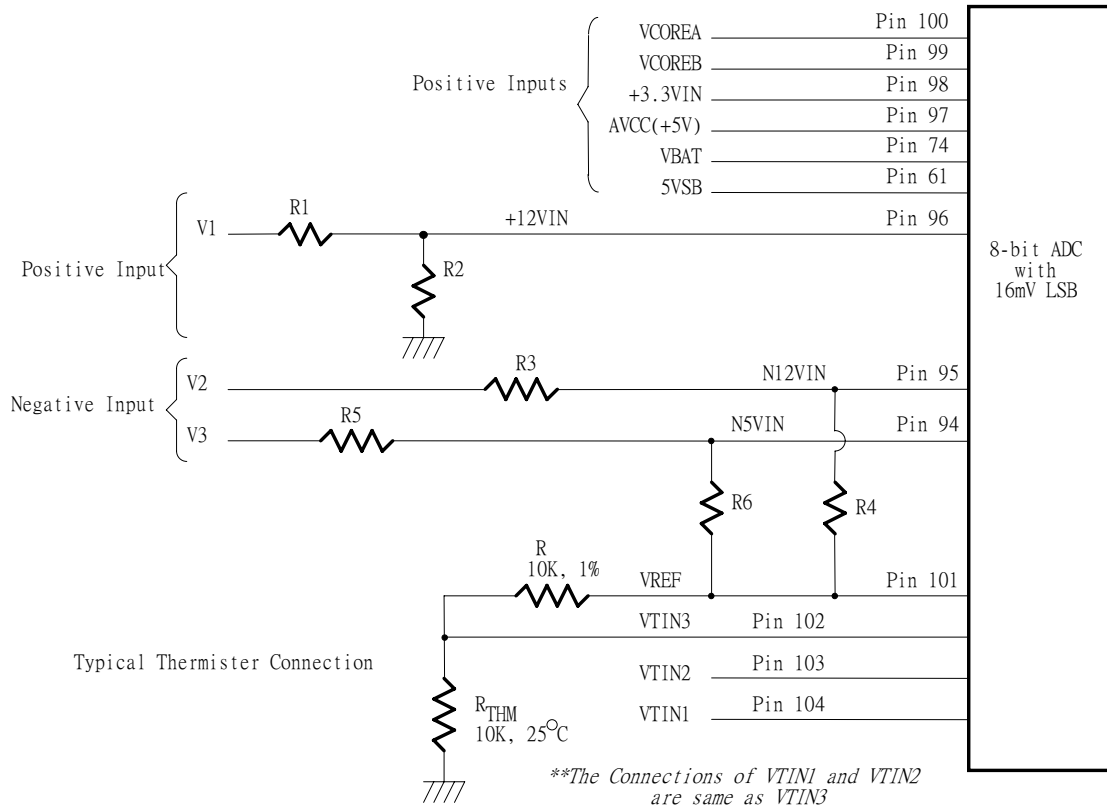 VCOREA Pin 100
VCOREB Pin 99
Positive Inputs
+3.3VIN Pin 98
AVCC(+5V) Pin 97
VBAT Pin 74
5VSB Pin 61
R1
V1 +12VIN Pin 96
R2
Positive Input
8-bit ADC
with
16mV LSB
R3
V2 N12VIN Pin 95
Negative Input
R5
V3 N5VIN Pin 94
R6 R4
R
10K, 1%
VREF Pin 101
VTIN3 Pin 102
Typical Thermister Connection
VTIN2 Pin 103
VTIN1 Pin 104
RTHM
10K, 25°C
**The Connections of VTIN1 and VTIN2
are same as VTIN3